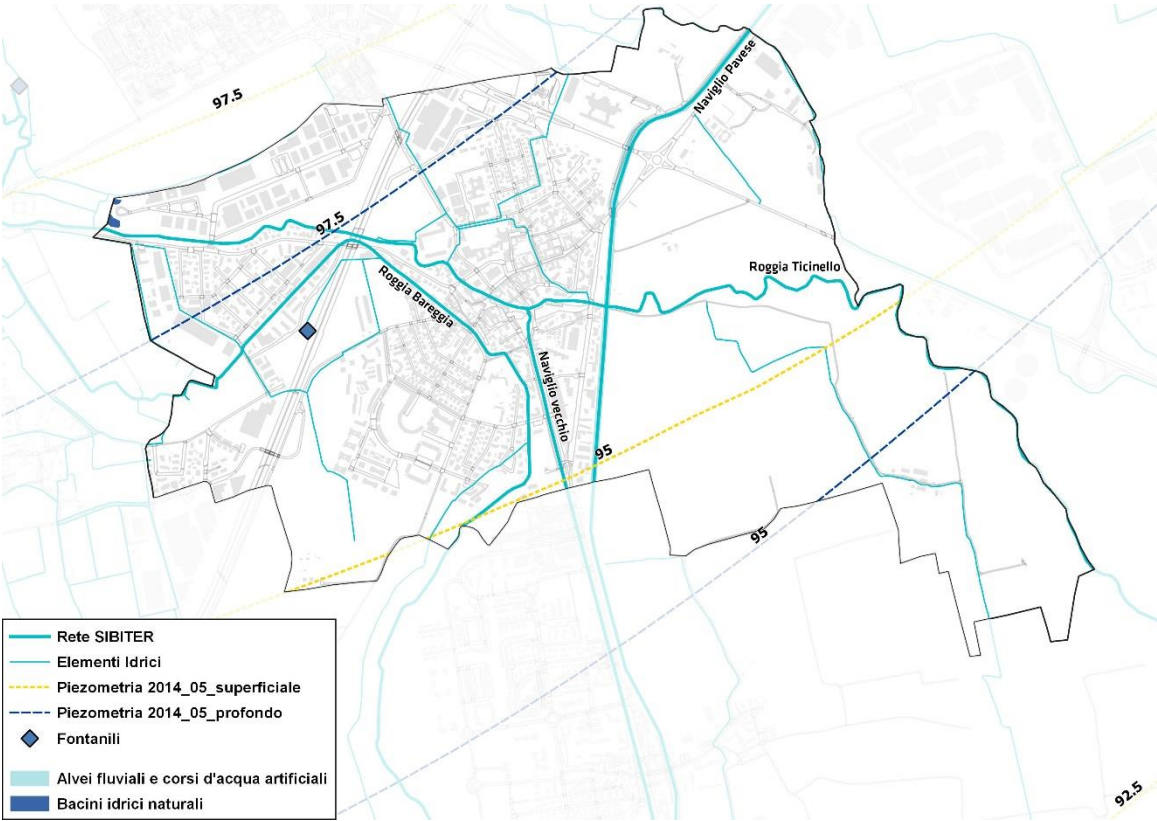 97.5
Naviglio Pavese
97.5
Roggia Ticinello
Roggia Bareggia
Naviglio vecchio
95
95
92.5
Rete SIBITER
Elementi Idrici
Piezometria 2014_05_superficiale
Piezometria 2014_05_profondo
Fontanili
Alvei fluviali e corsi d'acqua artificiali
Bacini idrici naturali